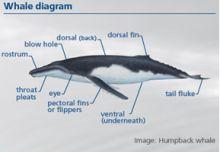 Whale diagram
dorsal fin
dorsal (back)
blow hole
rostrum
throat
pleats
eye
pectoral fins
or flippers
ventral
(underneath)
tail fluke
Image: Humpback whale